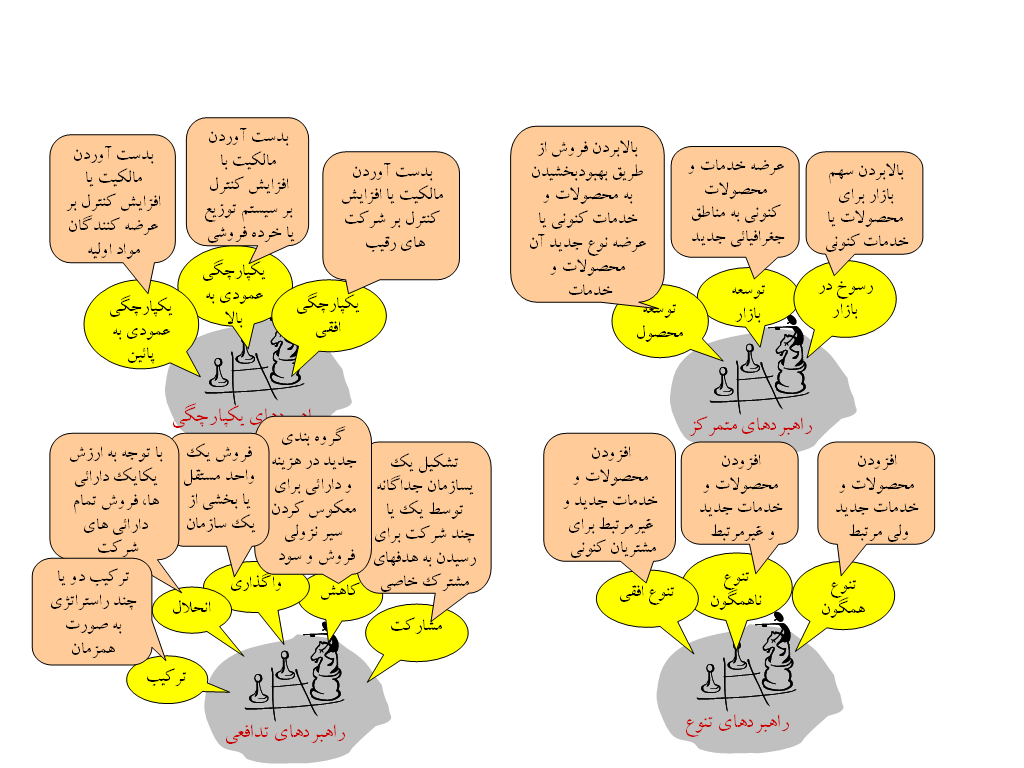 بالابردن سهم
بازار برای
محصولات یا
خدمات کنونی
رسوخ در
بازار
عرضه خدمات و
محصولات
کنونی به مناطق
جغرافیائی جدید
توسعه
بازار
بالابردن فروش از
طریق بهبودبخشیدن
به محصولات و
خدمات کنونی یا
عرضه نوع جدید آن
محصولات و
خدمات
توسعه
محصول
راهبردهای متمرکز
بدست آوردن
مالکیت یا افزایش
کنترل بر شرکت
های رقیب
یکپارچگی
افقی
بدست آوردن
مالکیت با
افزایش کنترل
بر سیستم توزیع
یا خرده فروشی
یکپارچگی
عمودی به
بالا
بدست آوردن
مالکیت یا
افزایش کنترل بر
عرضه کنندگان
مواد اولیه
یکپارچگی
عمودی به
پائین
راهبردهای یکپارچگی
افزودن
محصولات و
خدمات جدید
ولی مرتبط
تنوع
همگون
افزودن
محصولات و
خدمات جدید
و غیرمرتبط
تنوع
ناهمگون
افزودن
محصولات و
خدمات جدید و
غیرمرتبط برای
مشتریان کنونی
تنوع افقی
راهبردهای تنوع
تشکیل یک
سازمان جداگانه
توسط یک یا
چند شرکت برای
رسیدن به هدفهای
مشترک خاصی
مشارکت
گروه بندی
جدید در هزینه
و دارائی برای
معکوس کردن
سیر نزولی
فروش و سود
کاهش
فروش یک
واحد مستقل
یا بخشی از
یک سازمان
واگذاری
با توجه به ارزش
یکایک دارائی
ها، فروش تمام
دارائی های
شرکت
انحلال
ترکیب دو یا
چند راستراتژی
به صورت
همزمان
ترکیب
راهبردهای تدافعی